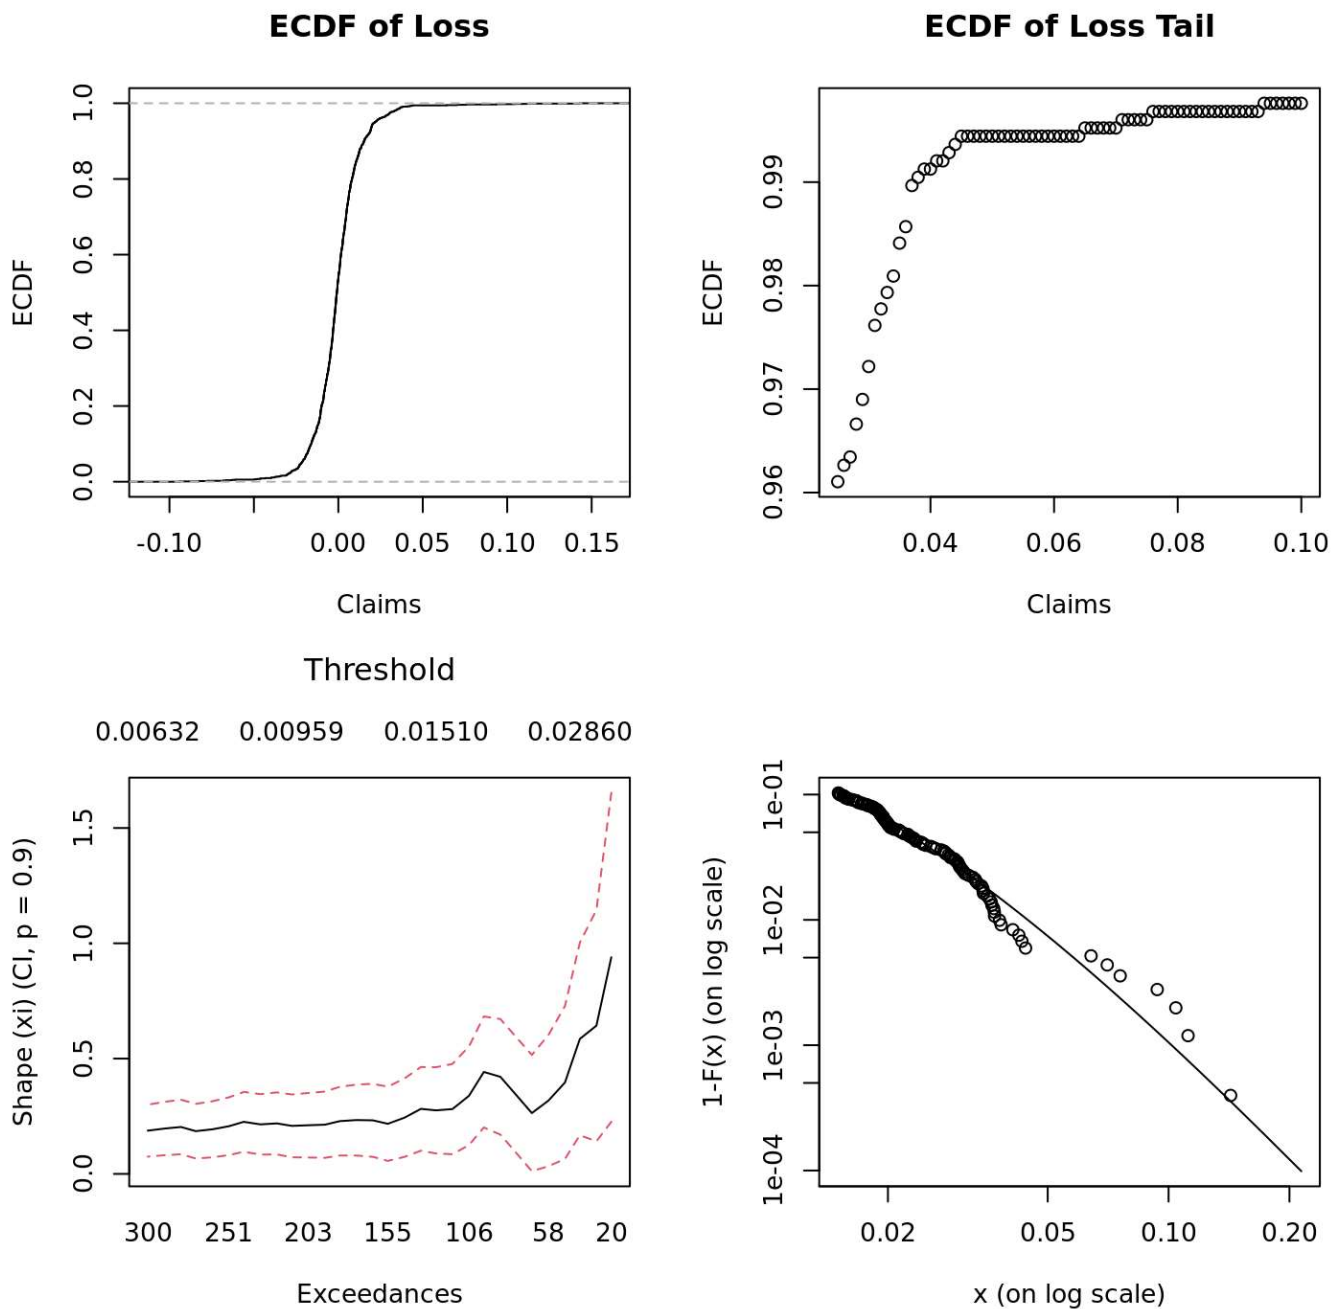 ECDF of Loss
ECDF
0.0 0.2 0.4 0.6 0.8 1.0
-0.10 0.00 0.05 0.10 0.15
Claims
ECDF of Loss Tail
ECDF
0.96 0.97 0.98 0.99
0.04 0.06 0.08 0.10
Claims
Threshold
0.00632 0.00959 0.01510 0.02860
Shape (xi) (CI, p = 0.9)
0.0 0.5 1.0 1.5
300 251 203 155 106 58 20
Exceedances
1-F(x) (on log scale)
1e-04 1e-03 1e-02 1e-01
0.02 0.05 0.10 0.20
x (on log scale)